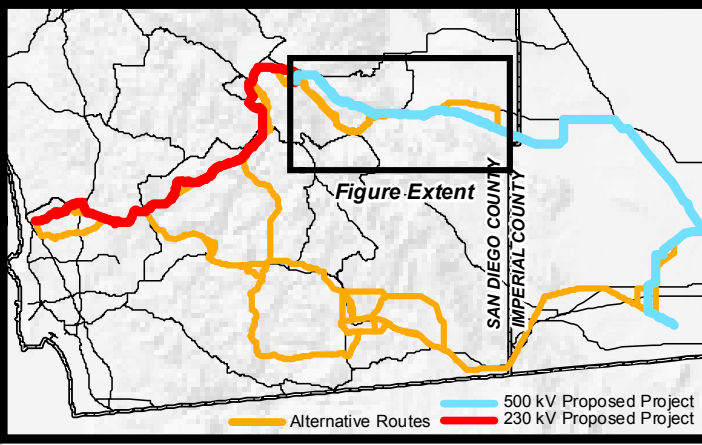 Figure Extent
SAN DIEGO COUNTY
IMPERIAL COUNTY
500 kV Proposed Project
Alternative Routes
230 kV Proposed Project